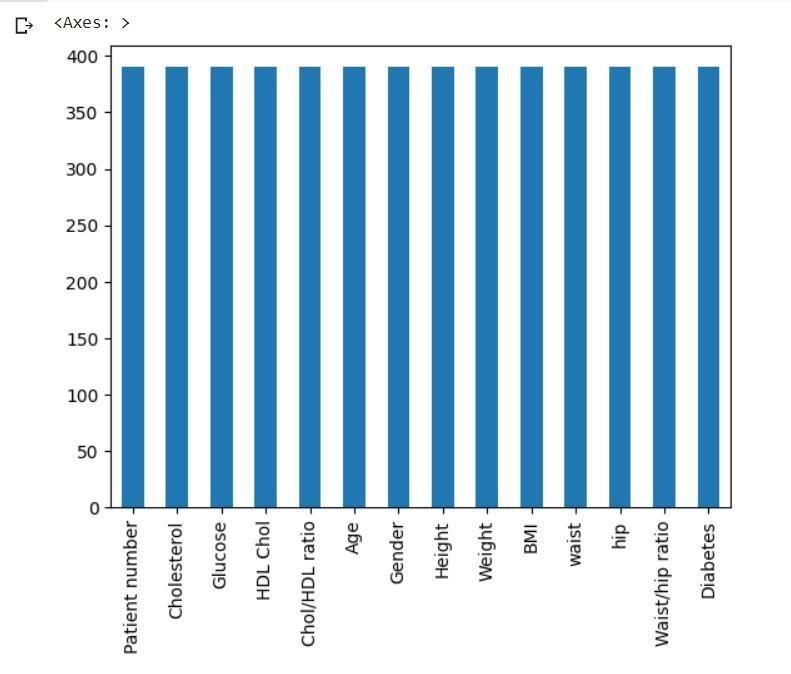 <Axes: >
400
350
300
250
200
150
100
50
0
Patient number
Cholesterol
Glucose
HDL Chol
Chol/HDL ratio
Age
Gender
Height
Weight
BMI
waist
hip
Waist/hip ratio
Diabetes